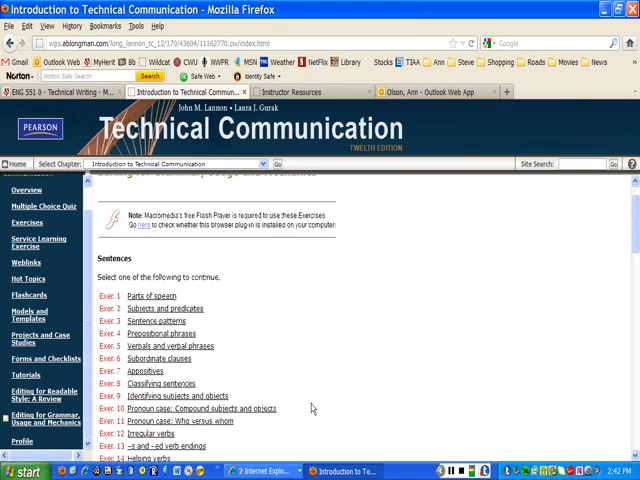 Introduction to Technical Communication - Mozilla Firefox
File Edit View History Bookmarks Tools Help
wps.ablongman.com/long_lannon_tc_12/170/43604/11162770.cw/index.html
Google
Gmail Outlook Web MyHerit Bb Wildcat CWU NWPR MSN Weather NetFlix Library Stocks TIAA Ann Steve Shopping Roads Movies News
Norton Norton Safe Search Search Safe Web Identity Safe
ENG 551 0 - Technical Writing - M... Introduction to Technical Commun... Instructor Resources Olson, Ann - Outlook Web App
John M. Lannon • Laura J. Gurak
PEARSON
Technical Communication
TWELFTH EDITION
Home Select Chapter: Introduction to Technical Communication Go Site Search: Go
Overview
Multiple Choice Quiz
Exercises
Service Learning
Exercise
Weblinks
Hot Topics
Flashcards
Models and
Templates
Projects and Case
Studies
Forms and Checklists
Tutorials
Editing for Readable
Style: A Review
Editing for Grammar,
Usage and Mechanics
Profile
Note: Macromedia's free Flash Player is required to use these Exercises.
Go here to check whether this browser plug-in is installed on your computer.
Sentences
Select one of the following to continue.
Exer. 1 Parts of speech
Exer. 2 Subjects and predicates
Exer. 3 Sentence patterns
Exer. 4 Prepositional phrases
Exer. 5 Verbals and verbal phrases
Exer. 6 Subordinate clauses
Exer. 7 Appositives
Exer. 8 Classifying sentences
Exer. 9 Identifying subjects and objects
Exer. 10 Pronoun case: Compound subjects and objects
Exer. 11 Pronoun case: Who versus whom
Exer. 12 Irregular verbs
Exer. 13 –s and –ed verb endings
Exer. 14 Helping verbs
start 2 Internet Explo... Introduction to Te... 2:42 PM